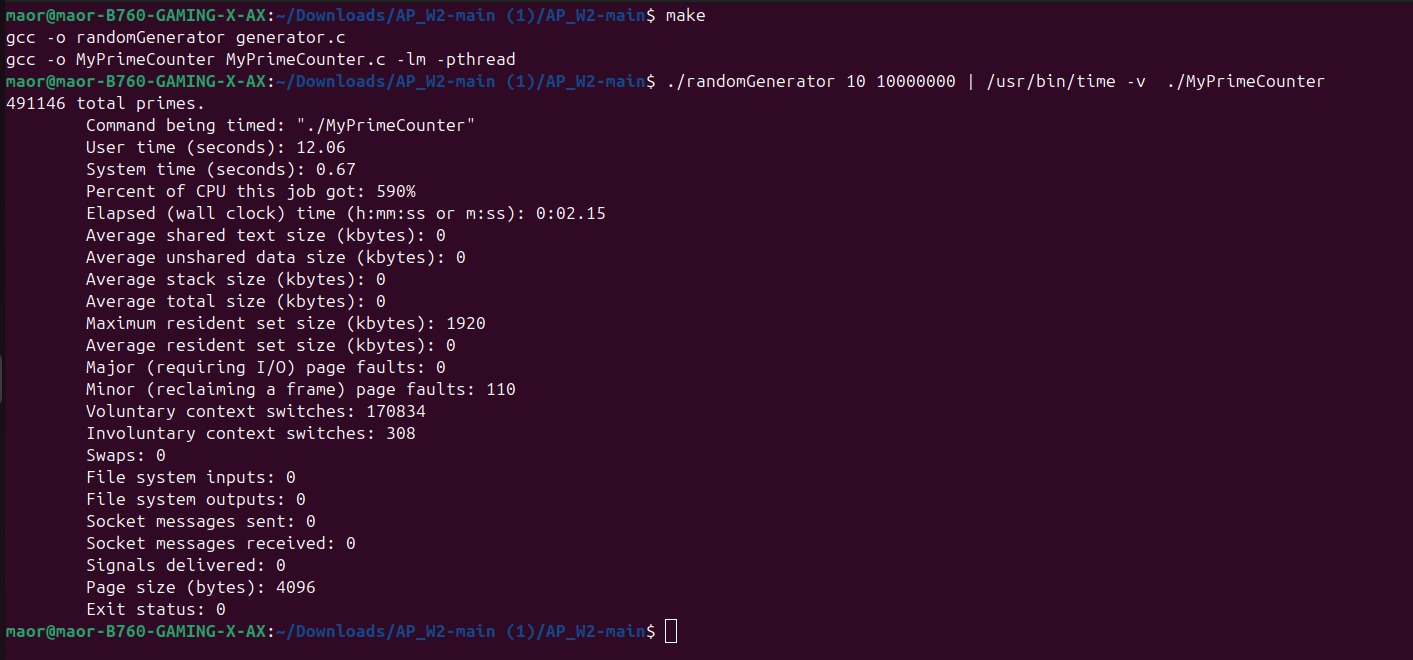 maor@maor-B760-GAMING-X-AX:~/Downloads/AP_W2-main (1)/AP_W2-main$ make
gcc -o randomGenerator generator.c
gcc -o MyPrimeCounter MyPrimeCounter.c -lm -pthread
maor@maor-B760-GAMING-X-AX:~/Downloads/AP_W2-main (1)/AP_W2-main$ ./randomGenerator 10 10000000 | /usr/bin/time -v  ./MyPrimeCounter
491146 total primes.
        Command being timed: "./MyPrimeCounter"
        User time (seconds): 12.06
        System time (seconds): 0.67
        Percent of CPU this job got: 590%
        Elapsed (wall clock) time (h:mm:ss or m:ss): 0:02.15
        Average shared text size (kbytes): 0
        Average unshared data size (kbytes): 0
        Average stack size (kbytes): 0
        Average total size (kbytes): 0
        Maximum resident set size (kbytes): 1920
        Average resident set size (kbytes): 0
        Major (requiring I/O) page faults: 0
        Minor (reclaiming a frame) page faults: 110
        Voluntary context switches: 170834
        Involuntary context switches: 308
        Swaps: 0
        File system inputs: 0
        File system outputs: 0
        Socket messages sent: 0
        Socket messages received: 0
        Signals delivered: 0
        Page size (bytes): 4096
        Exit status: 0
maor@maor-B760-GAMING-X-AX:~/Downloads/AP_W2-main (1)/AP_W2-main$